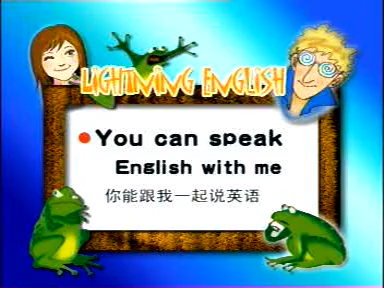 LIGHTNING ENGLISH
You can speak
English with me
你能跟我一起说英语